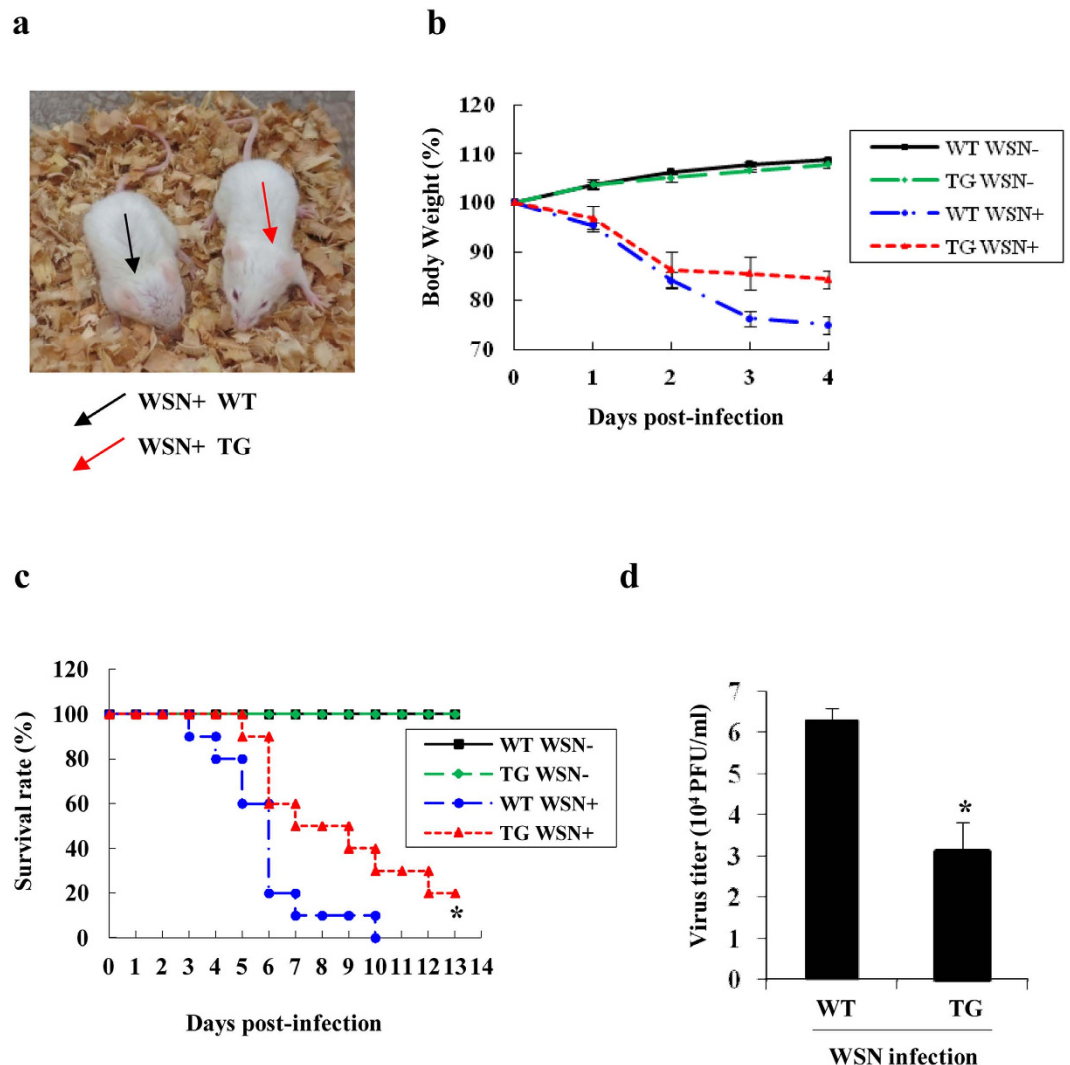 a
WSN+ WT
WSN+ TG
b
120
110
100
90
80
70
Body Weight (%)
0 1 2 3 4
Days post-infection
WT WSN-
TG WSN-
WT WSN+
TG WSN+
c
120
100
80
60
40
20
0
Survival rate (%)
0 1 2 3 4 5 6 7 8 9 10 11 12 13 14
Days post-infection
WT WSN-
TG WSN-
WT WSN+
TG WSN+
*
d
7
6
5
4
3
2
1
0
Virus titer (10⁴ PFU/ml)
*
WT TG
WSN infection